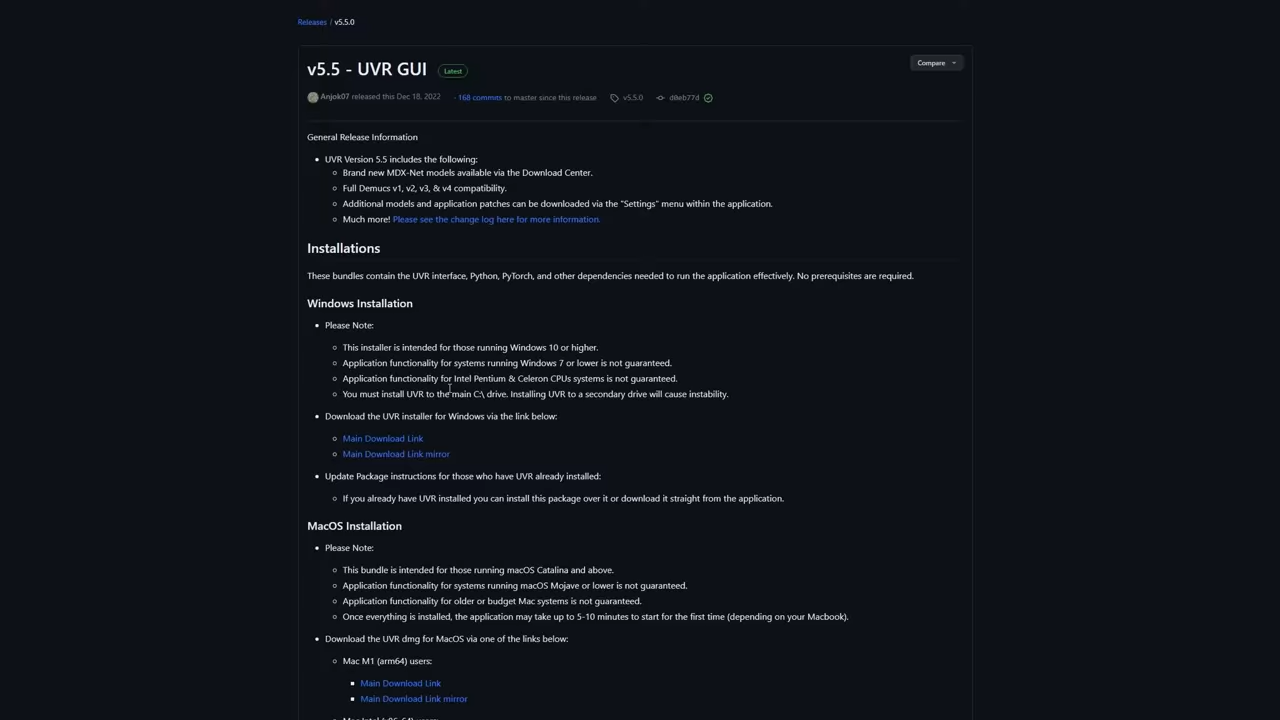 Releases / v5.5.0
v5.5 - UVR GUI Latest Compare
Anjok07 released this Dec 18, 2022 · 168 commits to master since this release v5.5.0 d0eb77d
General Release Information
UVR Version 5.5 includes the following:
Brand new MDX-Net models available via the Download Center.
Full Demucs v1, v2, v3, & v4 compatibility.
Additional models and application patches can be downloaded via the "Settings" menu within the application.
Much more! Please see the change log here for more information.
Installations
These bundles contain the UVR interface, Python, PyTorch, and other dependencies needed to run the application effectively. No prerequisites are required.
Windows Installation
Please Note:
This installer is intended for those running Windows 10 or higher.
Application functionality for systems running Windows 7 or lower is not guaranteed.
Application functionality for Intel Pentium & Celeron CPUs systems is not guaranteed.
You must install UVR to the main C:\ drive. Installing UVR to a secondary drive will cause instability.
Download the UVR installer for Windows via the link below:
Main Download Link
Main Download Link mirror
Update Package instructions for those who have UVR already installed:
If you already have UVR installed you can install this package over it or download it straight from the application.
MacOS Installation
Please Note:
This bundle is intended for those running macOS Catalina and above.
Application functionality for systems running macOS Mojave or lower is not guaranteed.
Application functionality for older or budget Mac systems is not guaranteed.
Once everything is installed, the application may take up to 5-10 minutes to start for the first time (depending on your Macbook).
Download the UVR dmg for MacOS via one of the links below:
Mac M1 (arm64) users:
Main Download Link
Main Download Link mirror